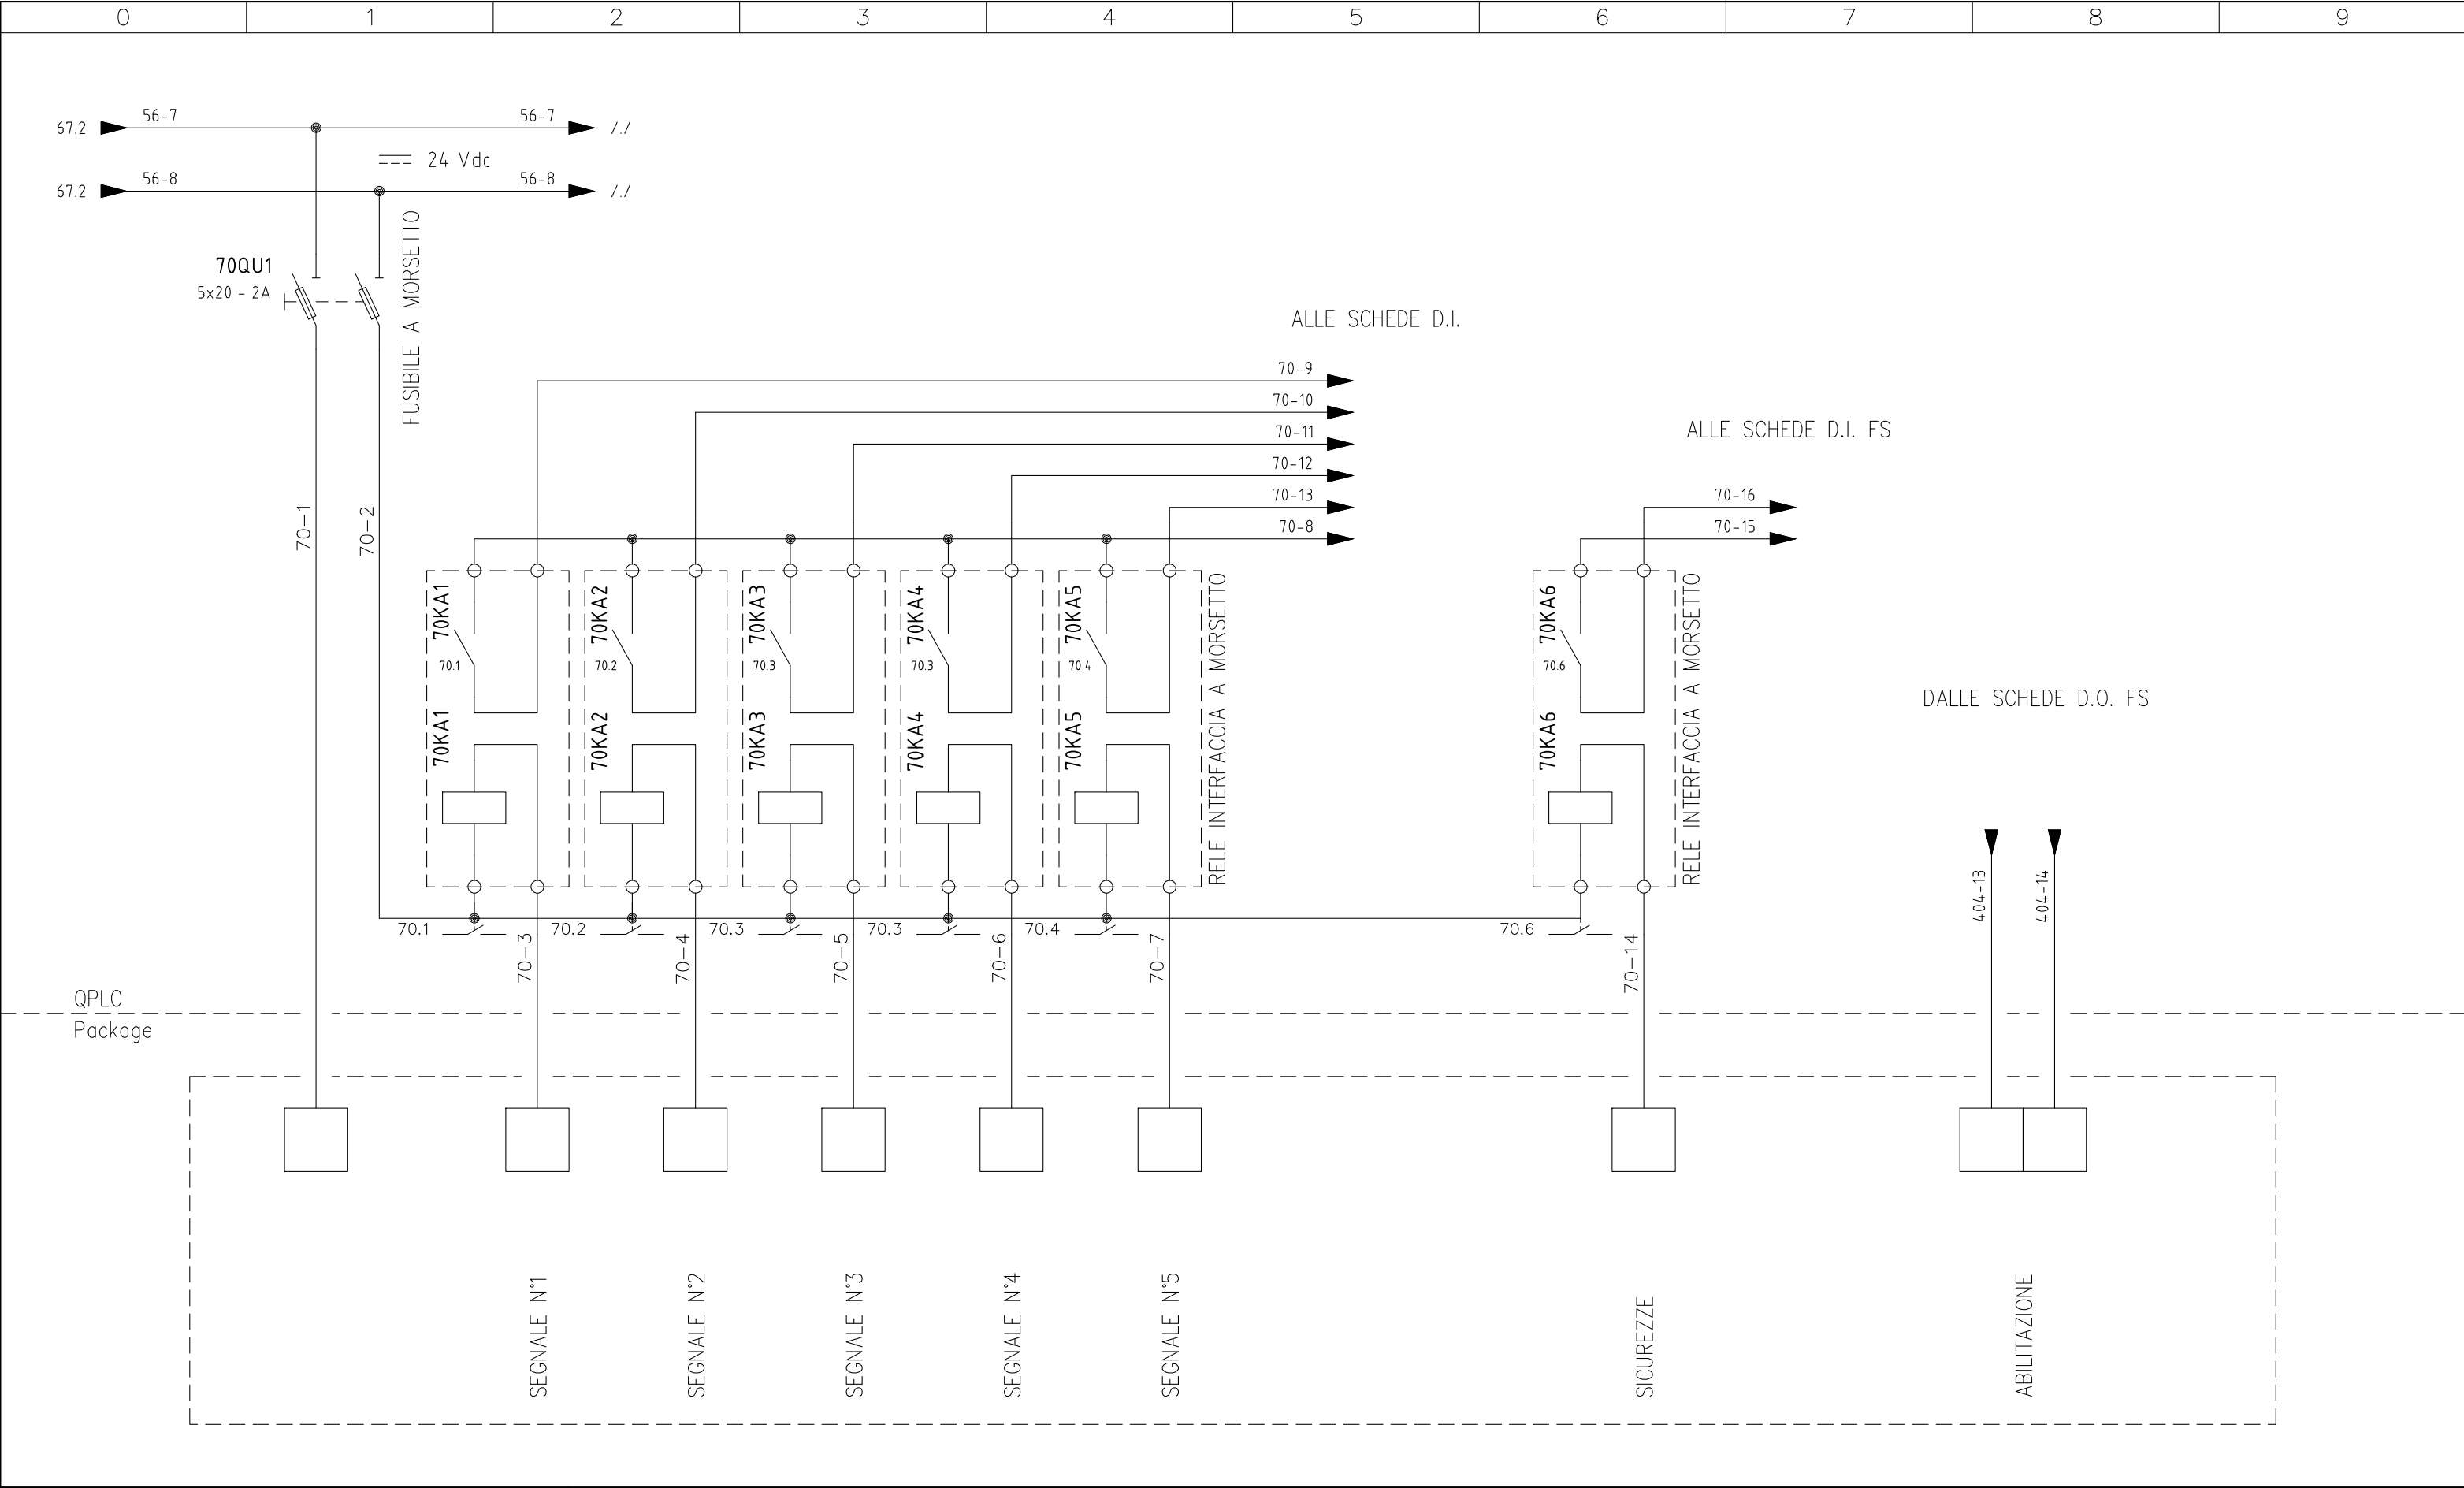 0 1 2 3 4 5 6 7 8 9
67.2 56-7 56-7 /./
24 Vdc
67.2 56-8 56-8 /./
70QU1
5x20 - 2A
FUSIBILE A MORSETTO
ALLE SCHEDE D.I.
70-9
70-10
70-11
70-12
70-13
70-8
ALLE SCHEDE D.I. FS
70-16
70-15
70-1
70-2
70KA1
70KA2
70KA3
70KA4
70KA5
70KA6
70.1
70.2
70.3
70.3
70.4
70.6
RELE INTERFACCIA A MORSETTO
RELE INTERFACCIA A MORSETTO
70KA1
70KA2
70KA3
70KA4
70KA5
70KA6
DALLE SCHEDE D.O. FS
404-13
404-14
70.1
70.2
70.3
70.3
70.4
70.6
70-3
70-4
70-5
70-6
70-7
70-14
QPLC
Package
SEGNALE N°1
SEGNALE N°2
SEGNALE N°3
SEGNALE N°4
SEGNALE N°5
SICUREZZE
ABILITAZIONE